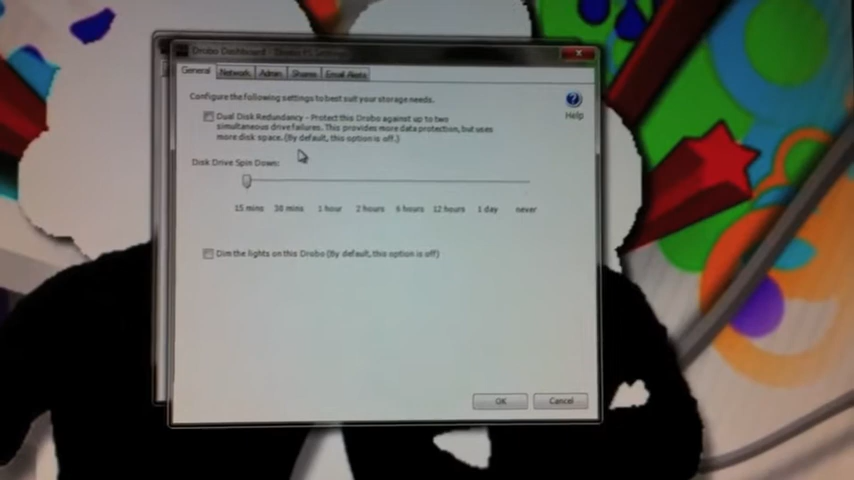 Drobo Dashboard - Drobo FS Settings
General Network Admin Shares Email Alerts
Configure the following settings to best suit your storage needs.
Help
Dual Disk Redundancy - Protect this Drobo against up to two
simultaneous drive failures. This provides more data protection, but uses
more disk space. (By default, this option is off.)
Disk Drive Spin Down:
15 mins 30 mins 1 hour 2 hours 6 hours 12 hours 1 day never
Dim the lights on this Drobo (By default, this option is off)
OK Cancel